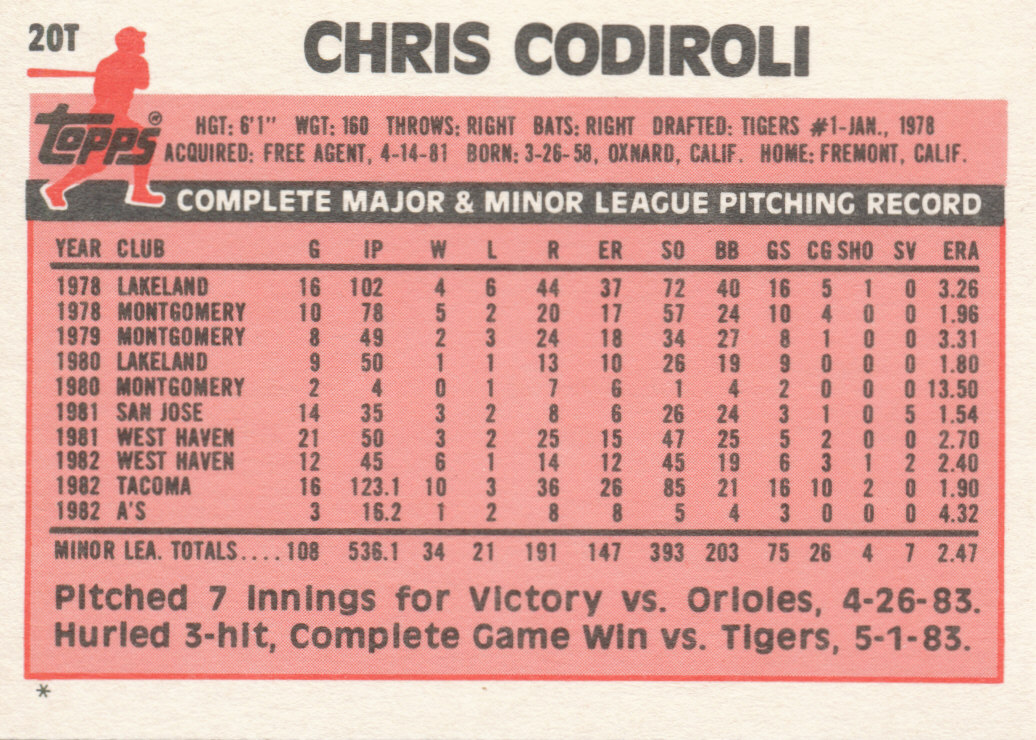 20T
CHRIS CODIROLI
topps®
HGT: 6'1" WGT: 160 THROWS: RIGHT BATS: RIGHT DRAFTED: TIGERS #1-JAN., 1978
ACQUIRED: FREE AGENT, 4-14-81 BORN: 3-26-58, OXNARD, CALIF. HOME: FREMONT, CALIF.
COMPLETE MAJOR & MINOR LEAGUE PITCHING RECORD
YEAR CLUB G IP W L R ER SO BB GS CG SHO SV ERA
1978 LAKELAND 16 102 4 6 44 37 72 40 16 5 1 0 3.26
1978 MONTGOMERY 10 78 5 2 20 17 57 24 10 4 0 0 1.96
1979 MONTGOMERY 8 49 2 3 24 18 34 27 8 1 0 0 3.31
1980 LAKELAND 9 50 1 1 13 10 26 19 9 0 0 0 1.80
1980 MONTGOMERY 2 4 0 1 7 6 1 4 2 0 0 0 13.50
1981 SAN JOSE 14 35 3 2 8 6 26 24 3 1 0 5 1.54
1981 WEST HAVEN 21 50 3 2 25 15 47 25 5 2 0 0 2.70
1982 WEST HAVEN 12 45 6 1 14 12 45 19 6 3 1 2 2.40
1982 TACOMA 16 123.1 10 3 36 26 85 21 16 10 2 0 1.90
1982 A'S 3 16.2 1 2 8 8 5 4 3 0 0 0 4.32
MINOR LEA. TOTALS....108 536.1 34 21 191 147 393 203 75 26 4 7 2.47
Pitched 7 Innings for Victory vs. Orioles, 4-26-83.
Hurled 3-hit, Complete Game Win vs. Tigers, 5-1-83.
*